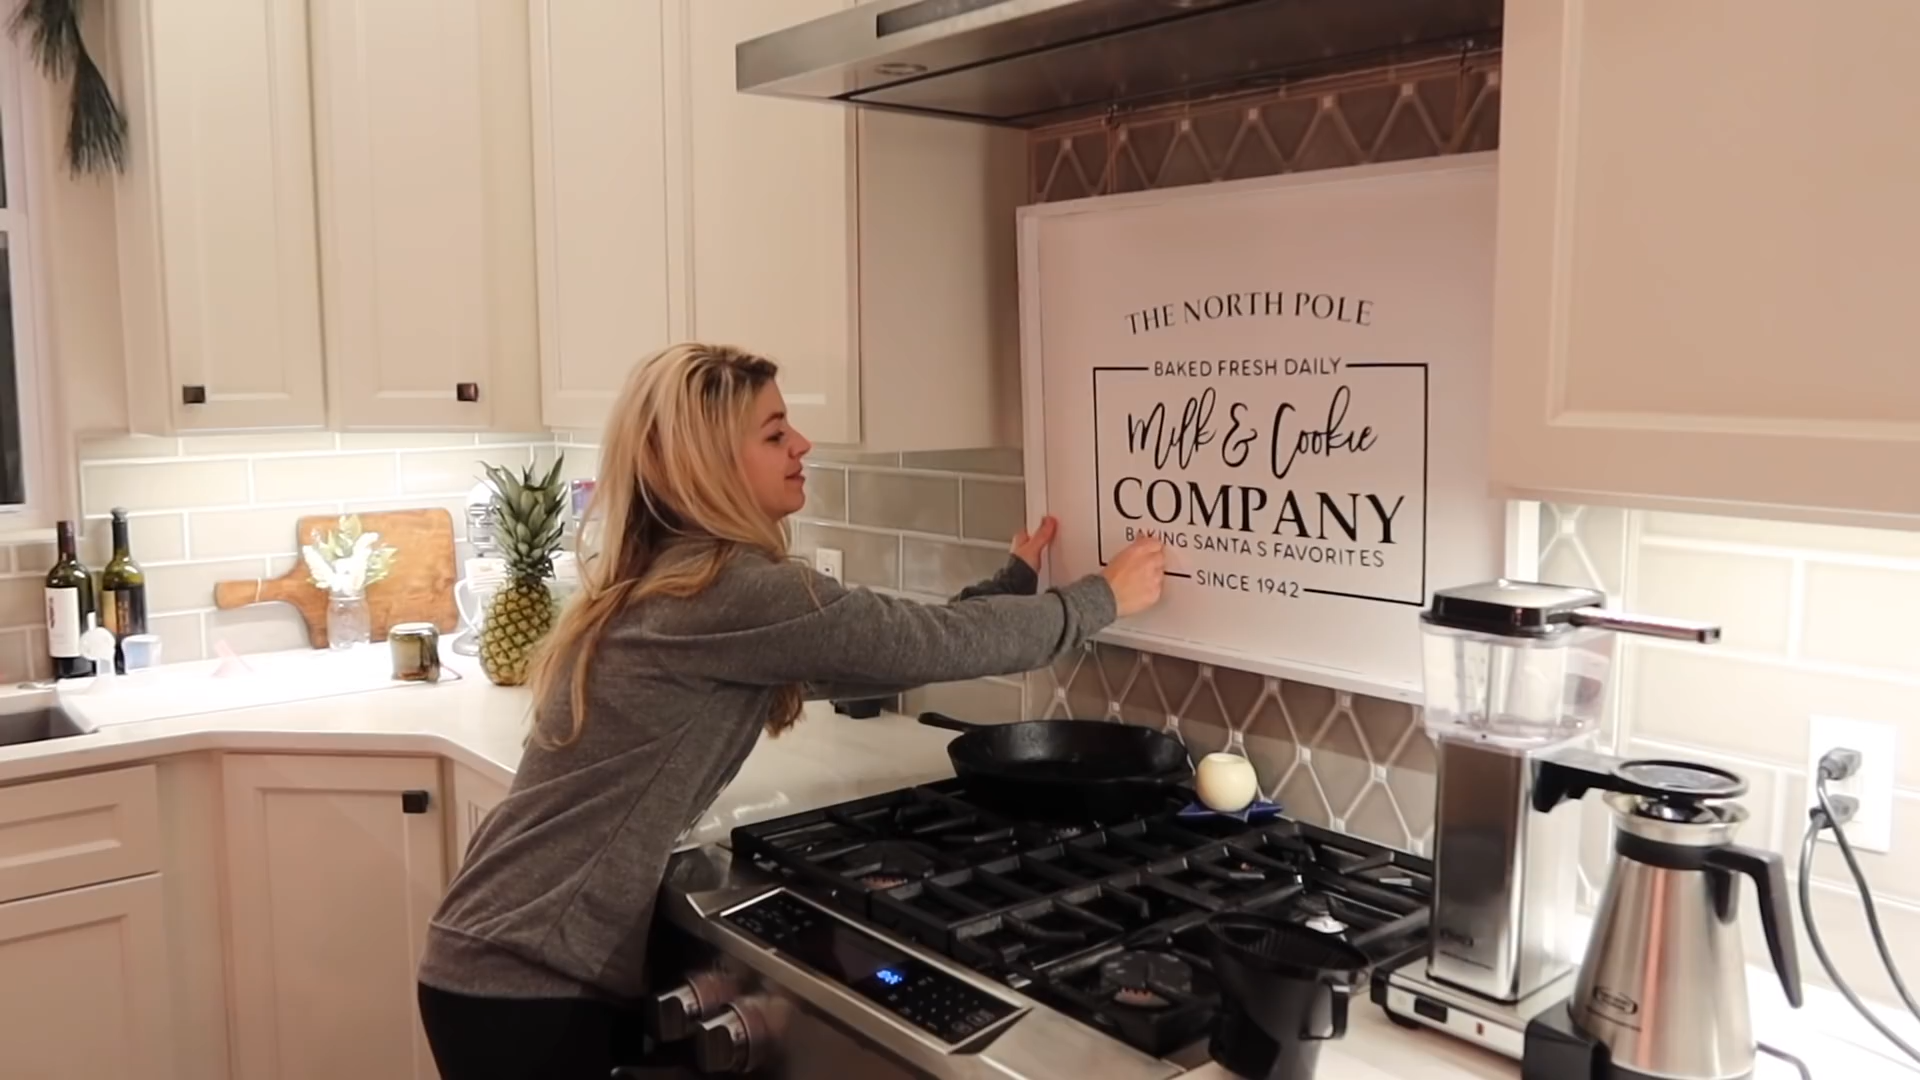 THE NORTH POLE
BAKED FRESH DAILY
Milk & Cookie
COMPANY
BAKING SANTA S FAVORITES
SINCE 1942